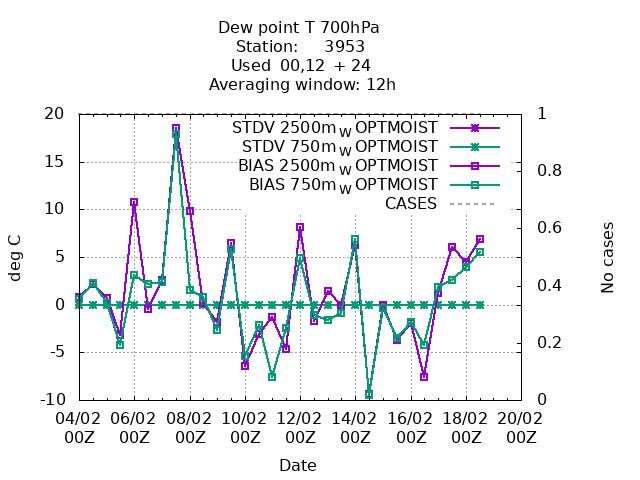 Dew point T 700hPa
Station: 3953
Used 00,12 + 24
Averaging window: 12h
20
15
10
5
0
-5
-10
deg C
STDV 2500m W OPTMOIST
STDV 750m W OPTMOIST
BIAS 2500m W OPTMOIST
BIAS 750m W OPTMOIST
CASES
1
0.8
0.6
0.4
0.2
0
No cases
04/02 06/02 08/02 10/02 12/02 14/02 16/02 18/02 20/02
00Z 00Z 00Z 00Z 00Z 00Z 00Z 00Z 00Z
Date